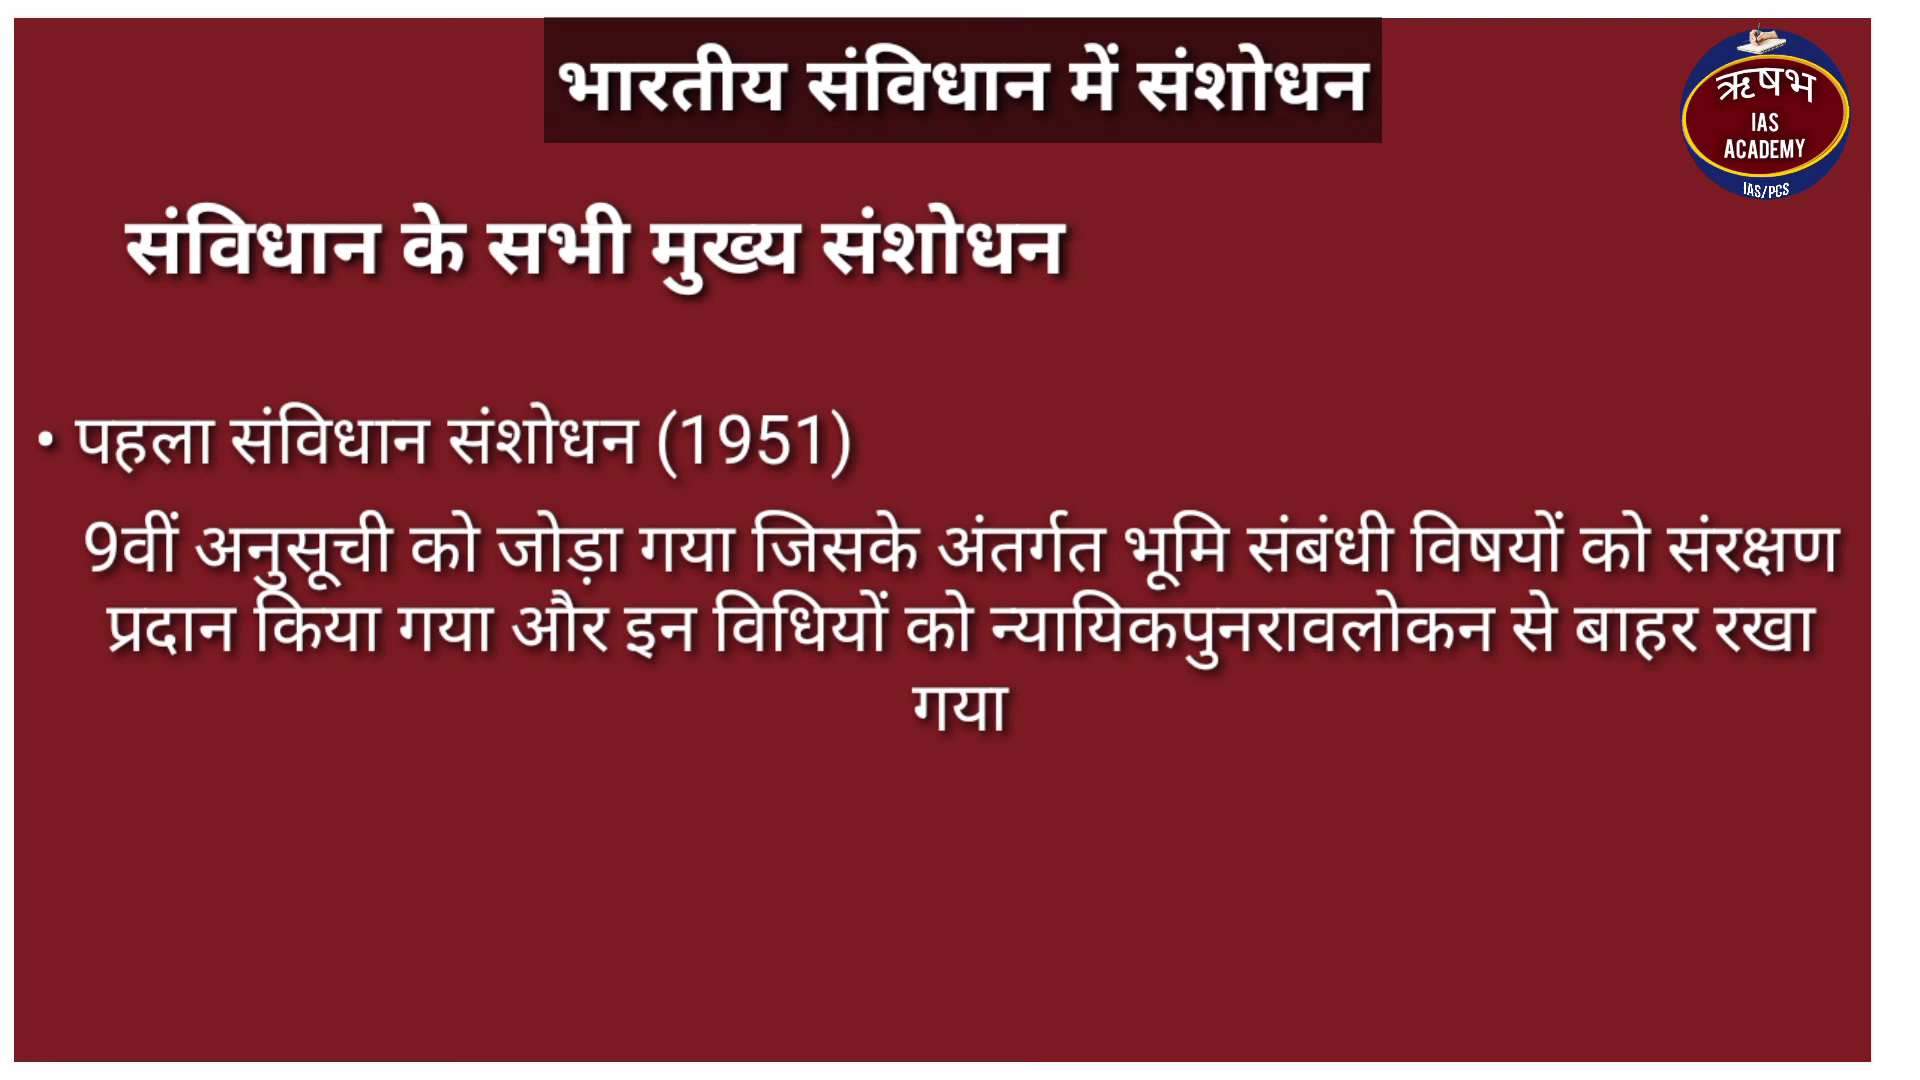 भारतीय संविधान में संशोधन
ऋषभ
IAS
ACADEMY
IAS/PCS
संविधान के सभी मुख्य संशोधन
• पहला संविधान संशोधन (1951)
9वीं अनुसूची को जोड़ा गया जिसके अंतर्गत भूमि संबंधी विषयों को संरक्षण
प्रदान किया गया और इन विधियों को न्यायिकपुनरावलोकन से बाहर रखा
गया